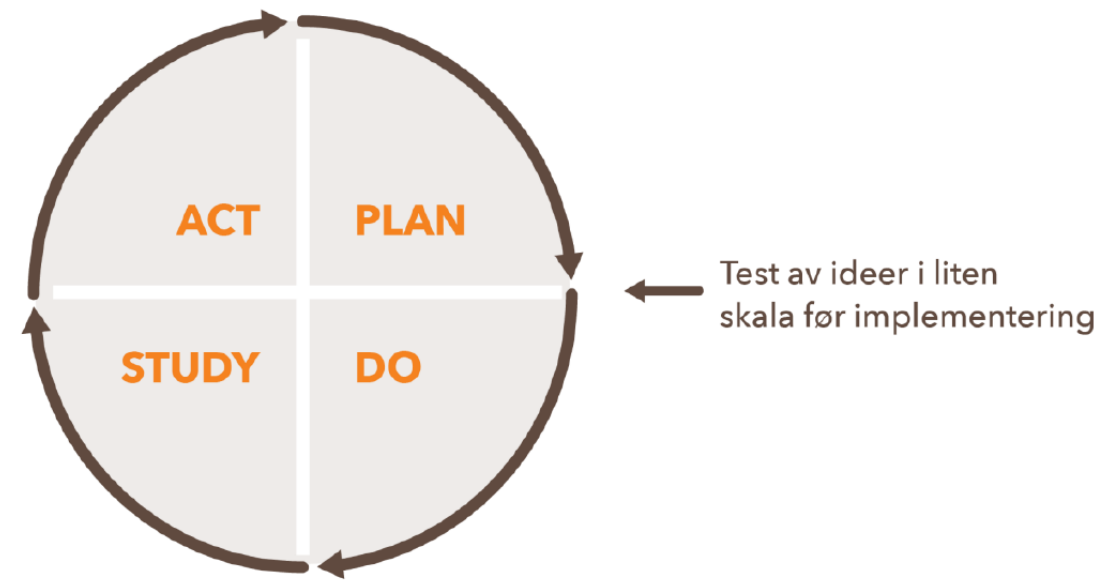 ACT
PLAN
STUDY
DO
Test av ideer i liten
skala før implementering